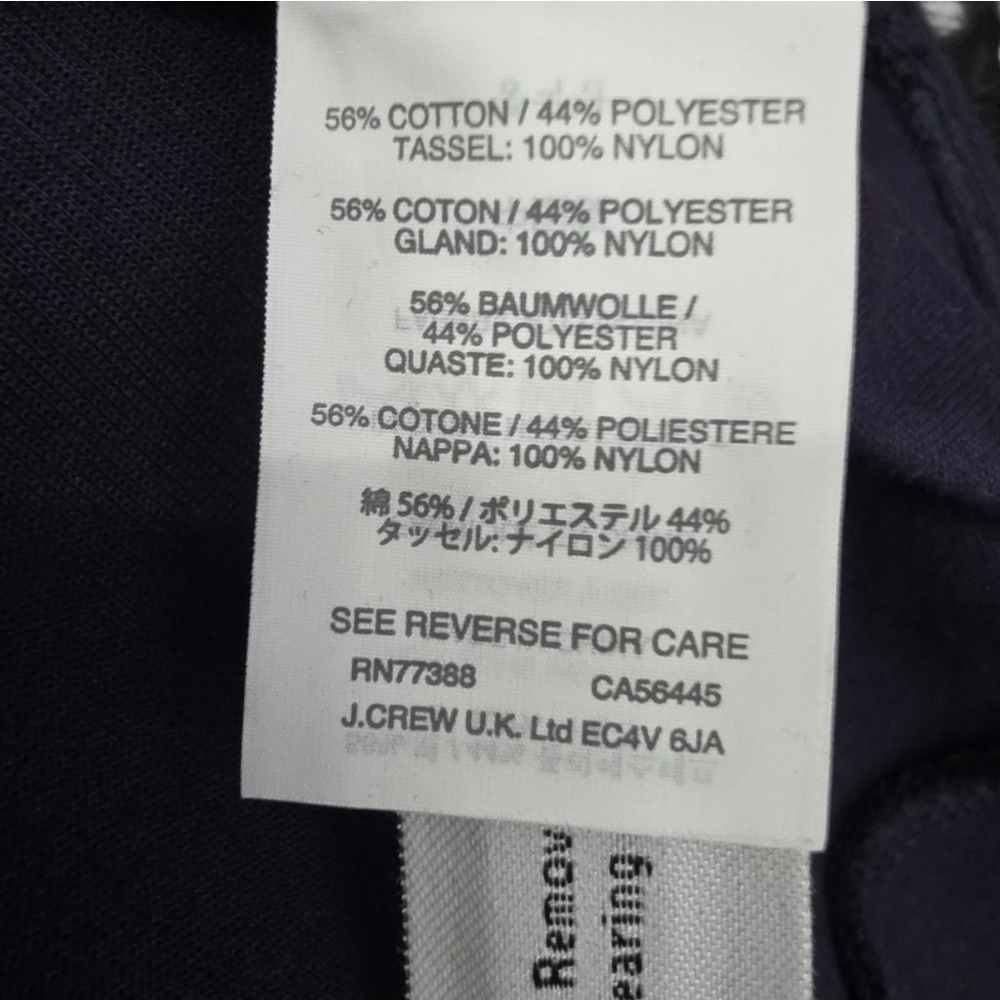 56% COTTON / 44% POLYESTER
TASSEL: 100% NYLON
56% COTON / 44% POLYESTER
GLAND: 100% NYLON
56% BAUMWOLLE /
44% POLYESTER
QUASTE: 100% NYLON
56% COTONE / 44% POLIESTERE
NAPPA: 100% NYLON
綿 56% / ポリエステル 44%
タッセル: ナイロン 100%
SEE REVERSE FOR CARE
RN77388 CA56445
J.CREW U.K. Ltd EC4V 6JA
Remov
earing